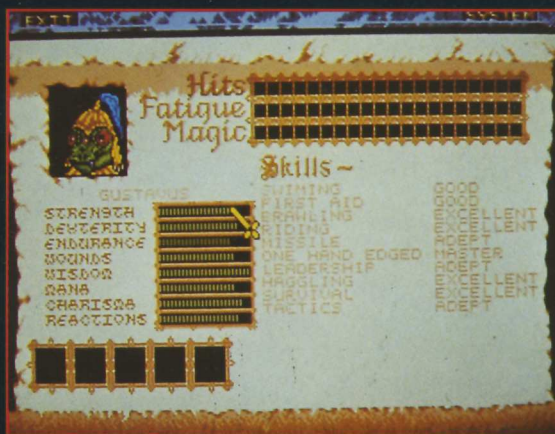 EXIT SYSTEM
Hits
Fatigue
Magic
Skills ~
GUSTAVUS
STRENGTH
DEXTERITY
ENDURANCE
WOUNDS
WISDOM
MANA
CHARISMA
REACTIONS
SWIMING GOOD
FIRST AID GOOD
BRAWLING EXCELLENT
RIDING EXCELLENT
MISSILE ADEPT
ONE HAND EDGED MASTER
LEADERSHIP ADEPT
HAGGLING EXCELLENT
SURVIVAL EXCELLENT
TACTICS ADEPT